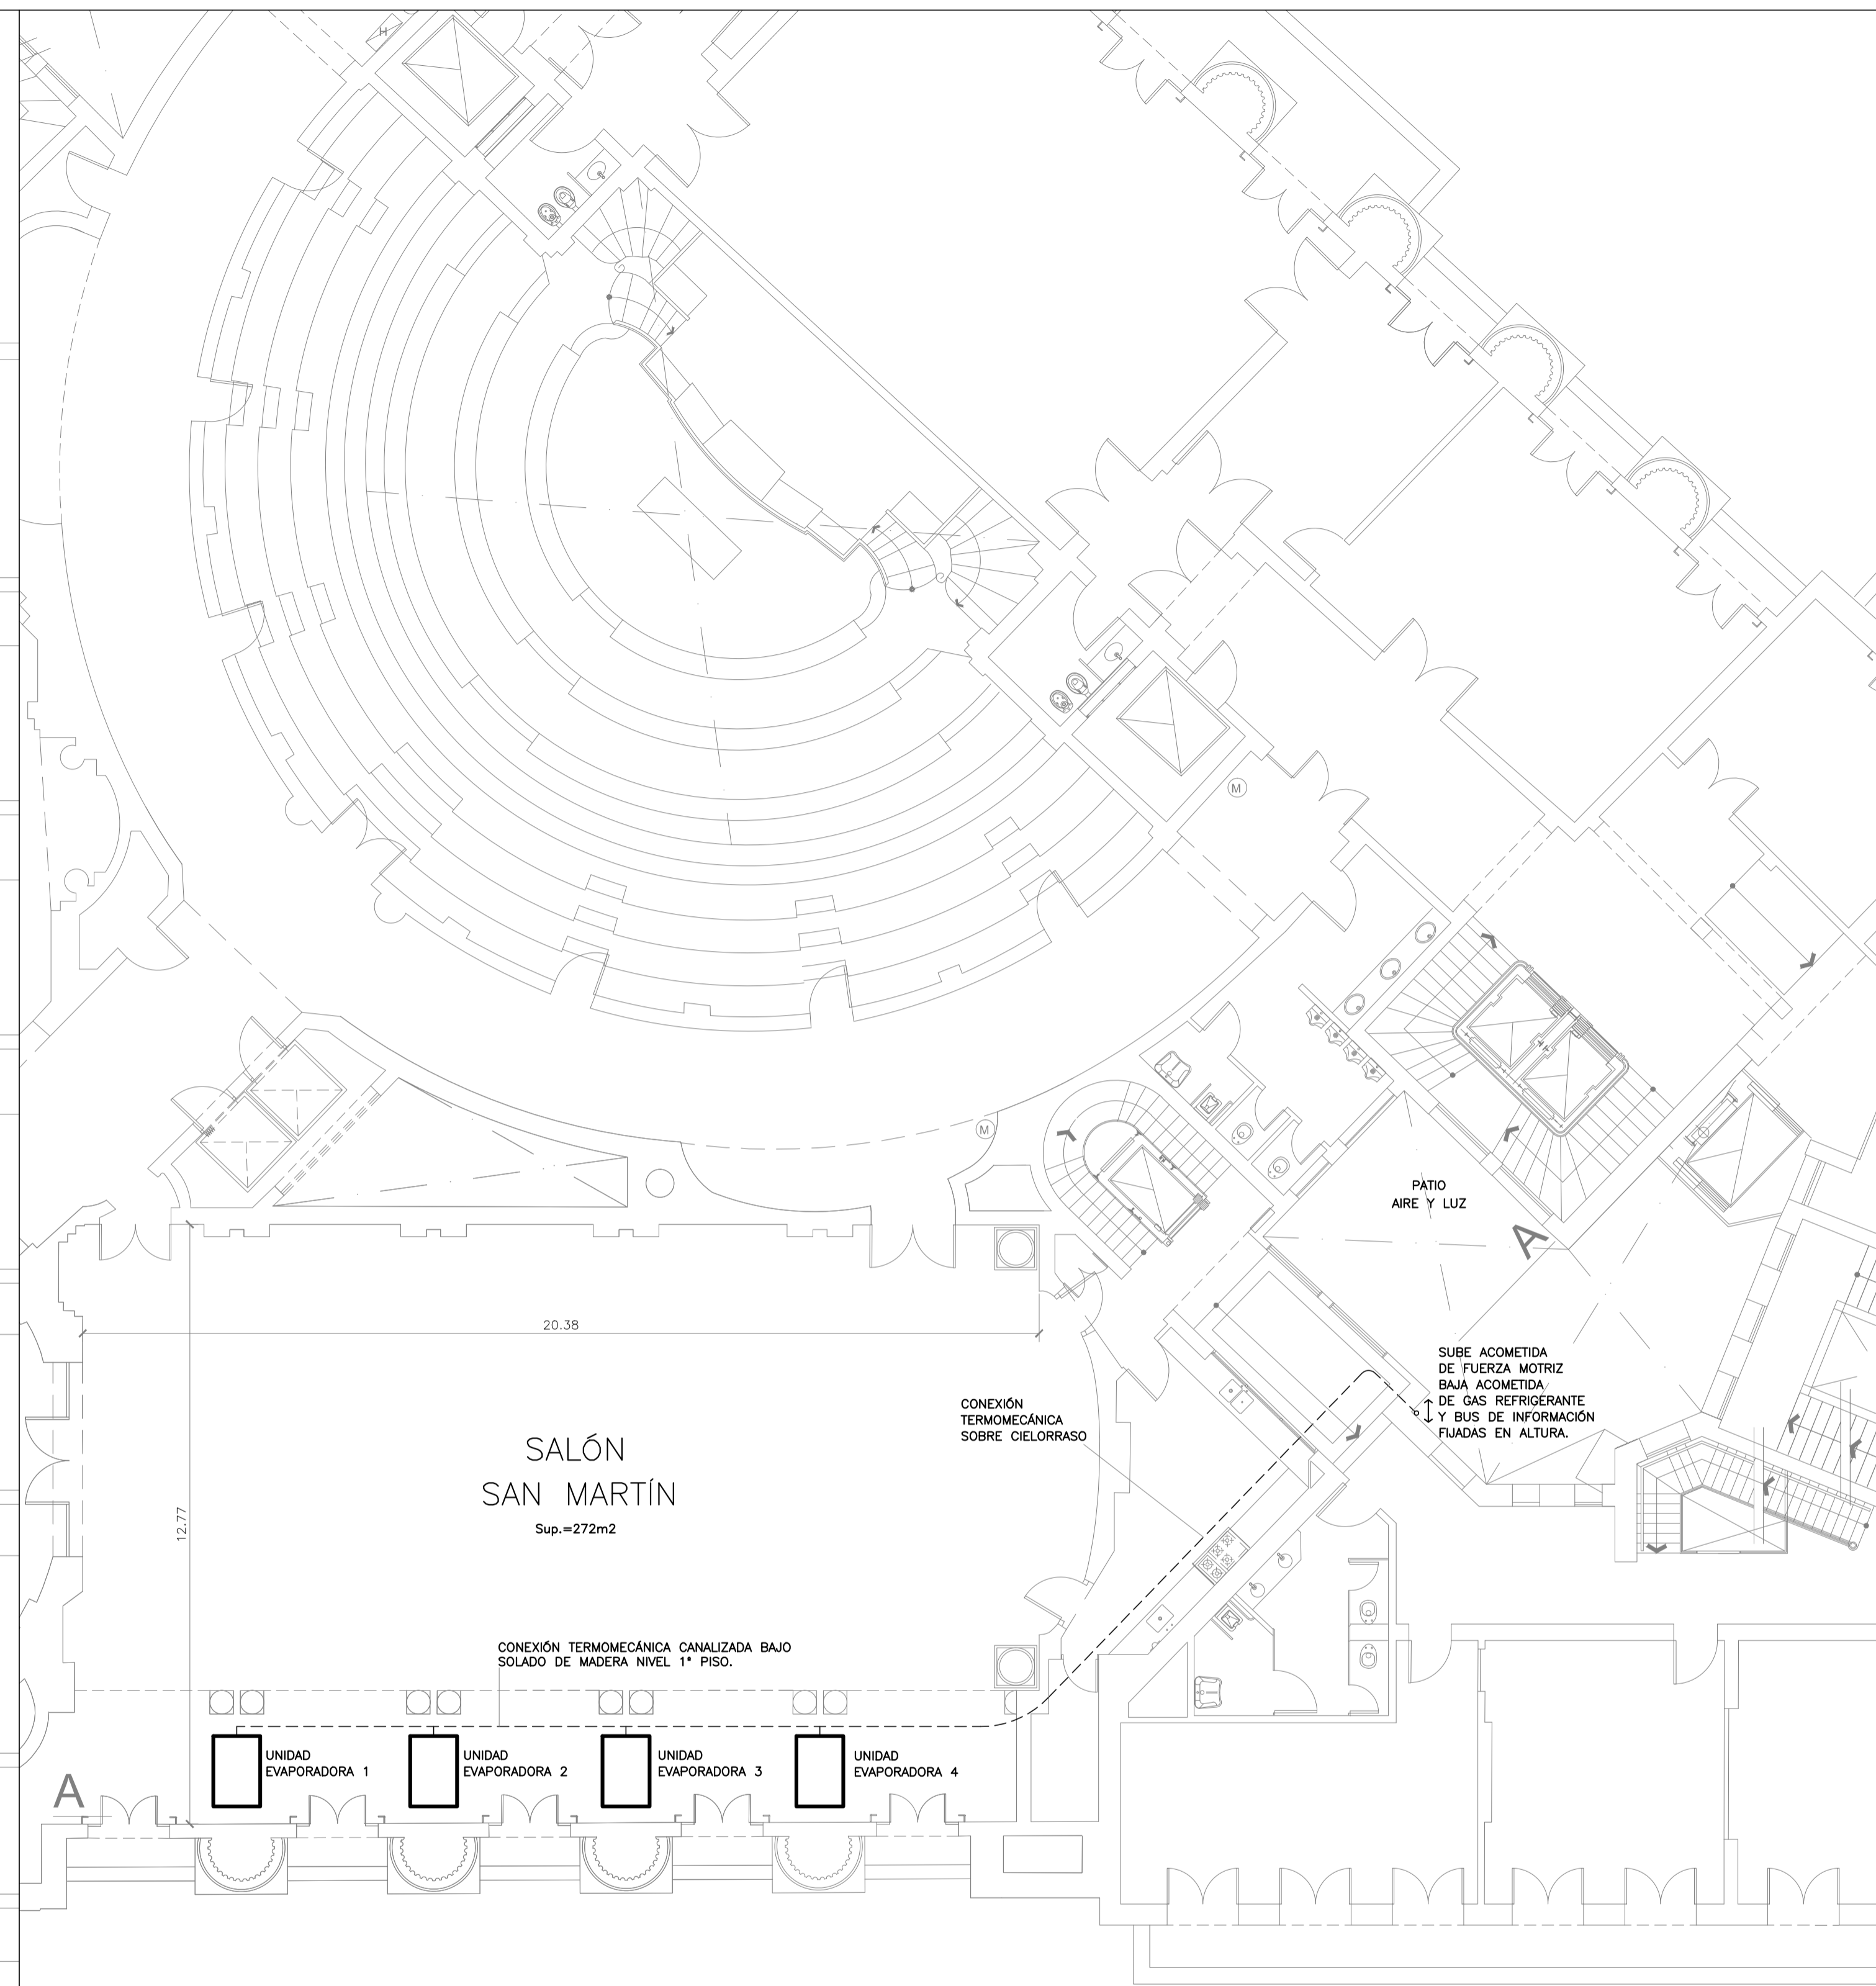 H
M
M
PATIO
AIRE Y LUZ
A
20.38
SUBE ACOMETIDA
DE FUERZA MOTRIZ
BAJA ACOMETIDA
DE GAS REFRIGERANTE
Y BUS DE INFORMACIÓN
FIJADAS EN ALTURA.
CONEXIÓN
TERMOMECÁNICA
SOBRE CIELORRASO
SALÓN
SAN MARTÍN
Sup.=272m2
12.77
CONEXIÓN TERMOMECÁNICA CANALIZADA BAJO
SOLADO DE MADERA NIVEL 1° PISO.
UNIDAD
EVAPORADORA 1
UNIDAD
EVAPORADORA 2
UNIDAD
EVAPORADORA 3
UNIDAD
EVAPORADORA 4
A